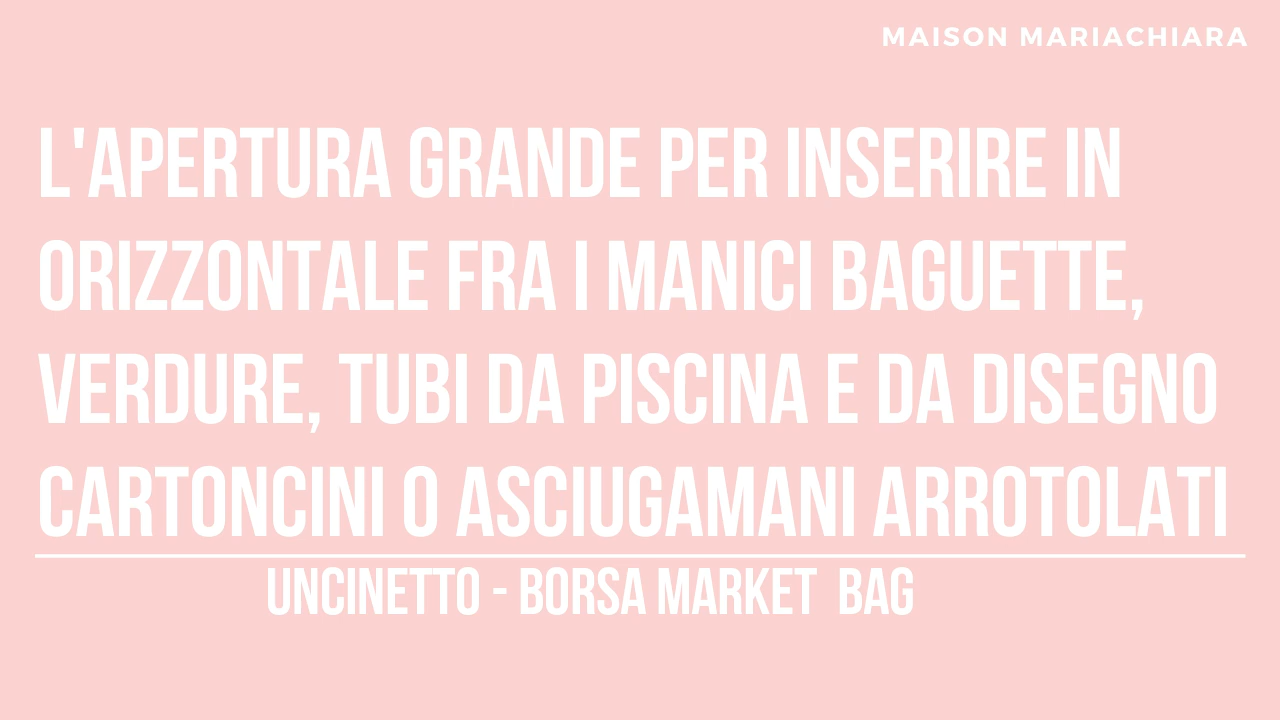 MAISON MARIACHIARA
L'APERTURA GRANDE PER INSERIRE IN
ORIZZONTALE FRA I MANICI BAGUETTE,
VERDURE, TUBI DA PISCINA E DA DISEGNO
CARTONCINI O ASCIUGAMANI ARROTOLATI
UNCINETTO - BORSA MARKET BAG